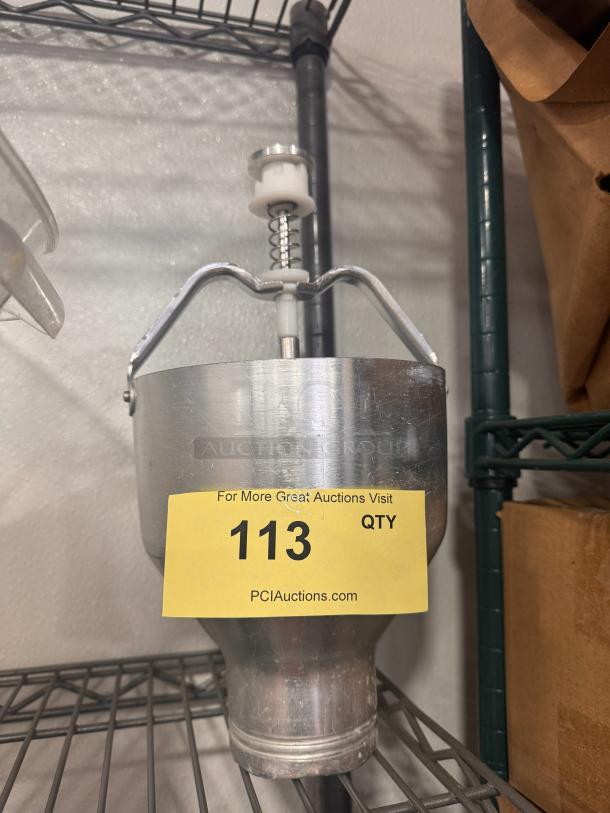 AUCTION GROUP
For More Great Auctions Visit
113 QTY
PCIAuctions.com